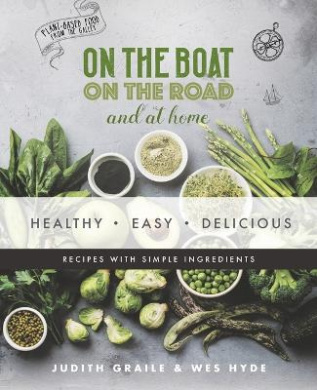 PLANT-BASED FOOD
FROM THE GALLEY
ON THE BOAT
ON THE ROAD
and at home
HEALTHY • EASY • DELICIOUS
RECIPES WITH SIMPLE INGREDIENTS
JUDITH GRAILE & WES HYDE